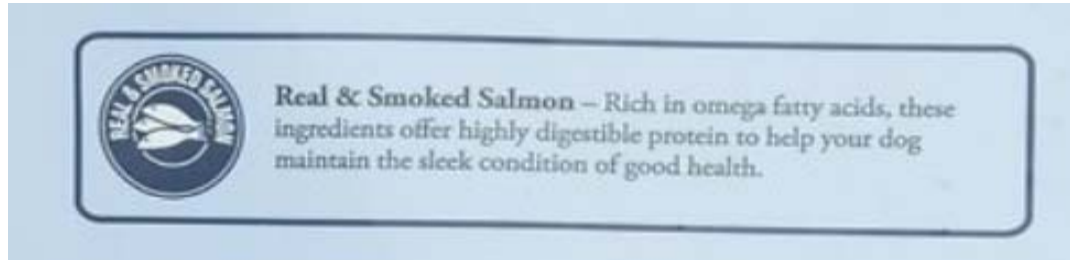 REAL & SMOKED SALMON
Real & Smoked Salmon – Rich in omega fatty acids, these
ingredients offer highly digestible protein to help your dog
maintain the sleek condition of good health.